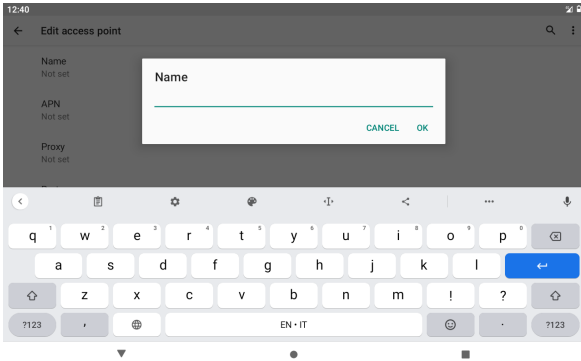 12:40
Edit access point
Name
Not set
APN
Not set
Proxy
Not set
Name
CANCEL OK
q 1 w 2 e 3 r 4 t 5 y 6 u 7 i 8 o 9 p 0
a s d f g h j k l
z x c v b n m ! ?
?123 , EN • IT . ?123